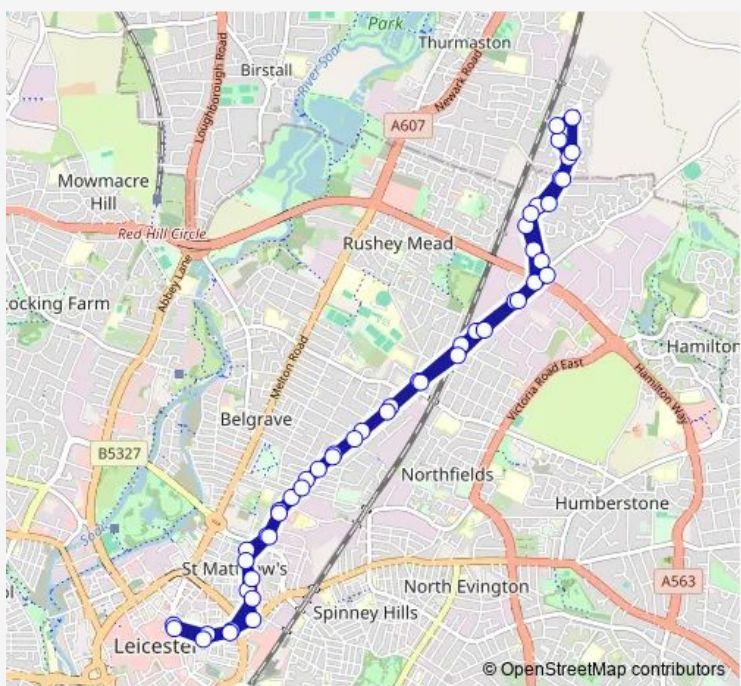 Park
Thurmaston
Birstall
River Soar
Loughborough Road
Newark Road
A607
Mowmacre
Hill
Red Hill Circle
Rushey Mead
Abbey Lane
ocking Farm
Melton Road
Hamilton
Victoria Road East
Hamilton Way
Belgrave
B5327
Northfields
Humberstone
Soar
St Matthew's
North Evington
A563
Spinney Hills
Leicester
© OpenStreetMap contributors